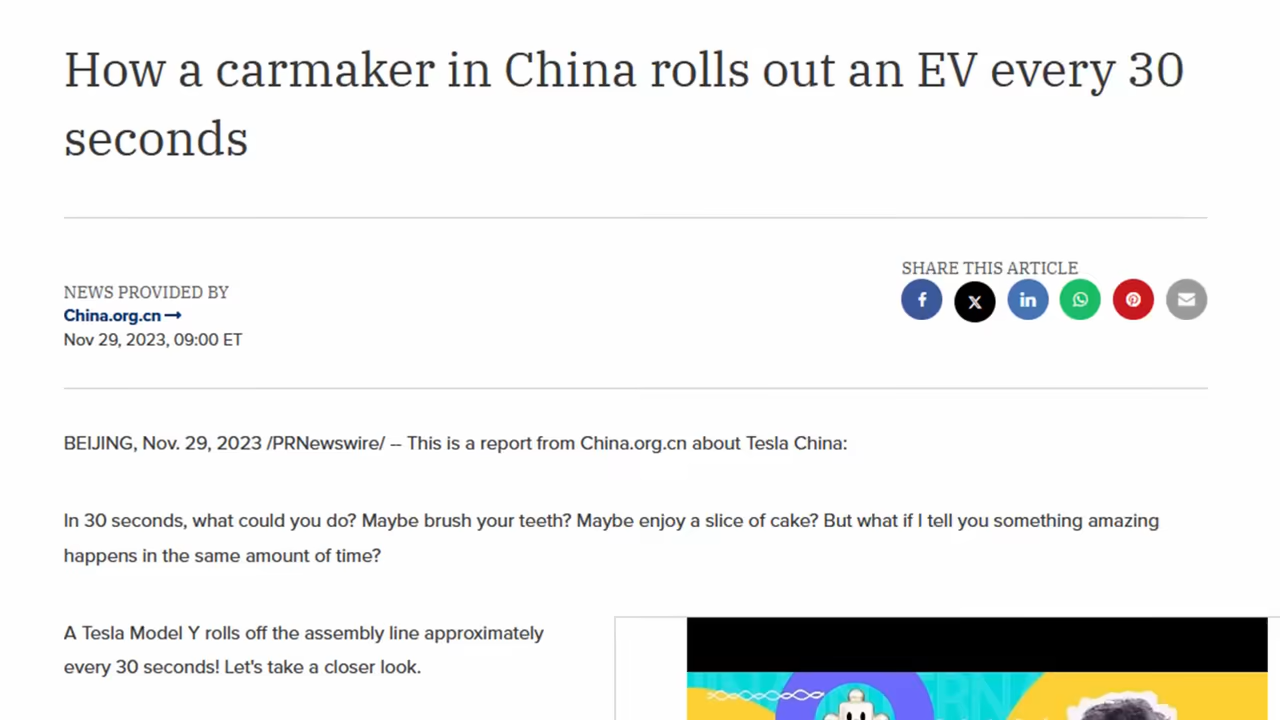 How a carmaker in China rolls out an EV every 30
seconds
SHARE THIS ARTICLE
NEWS PROVIDED BY
China.org.cn
Nov 29, 2023, 09:00 ET
BEIJING, Nov. 29, 2023 /PRNewswire/ -- This is a report from China.org.cn about Tesla China:
In 30 seconds, what could you do? Maybe brush your teeth? Maybe enjoy a slice of cake? But what if I tell you something amazing
happens in the same amount of time?
A Tesla Model Y rolls off the assembly line approximately
every 30 seconds! Let's take a closer look.